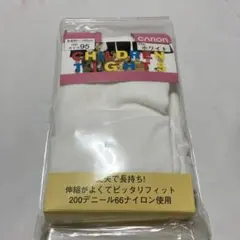 canon
ホワイト
95
CHILDREN
TIGHTS
夫で長持ち!
伸縮がよくてピッタリフィット
200デニール66ナイロン使用